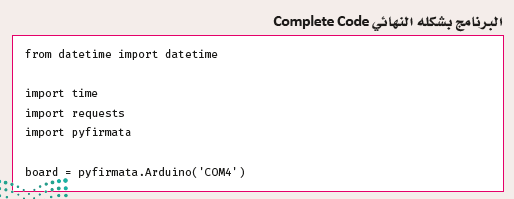 البرنامج بشكله النهائي Complete Code
from datetime import datetime
import time
import requests
import pyfirmata
board = pyfirmata.Arduino('COM4')